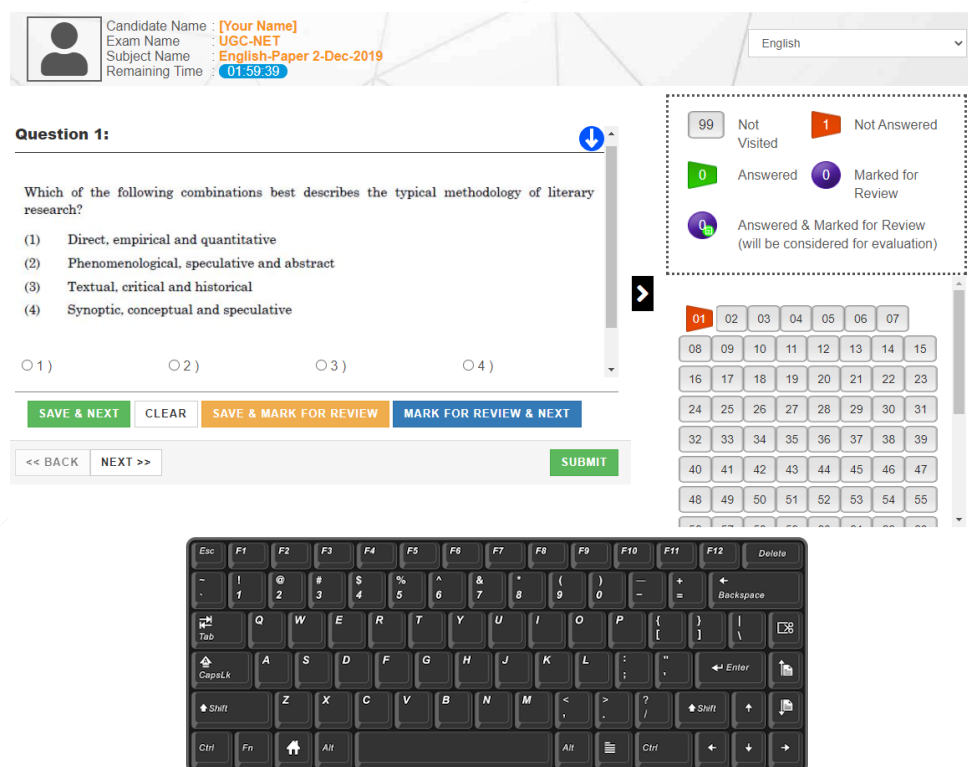 Candidate Name : [Your Name]
Exam Name : UGC-NET
Subject Name : English-Paper 2-Dec-2019
Remaining Time : 01:59:39
English
Question 1:
Which of the following combinations best describes the typical methodology of literary
research?
(1) Direct, empirical and quantitative
(2) Phenomenological, speculative and abstract
(3) Textual, critical and historical
(4) Synoptic, conceptual and speculative
1 ) 2 ) 3 ) 4 )
SAVE & NEXT CLEAR SAVE & MARK FOR REVIEW MARK FOR REVIEW & NEXT
<< BACK NEXT >> SUBMIT
99 Not Visited 1 Not Answered
0 Answered 0 Marked for Review
0 Answered & Marked for Review
(will be considered for evaluation)
01 02 03 04 05 06 07
08 09 10 11 12 13 14 15
16 17 18 19 20 21 22 23
24 25 26 27 28 29 30 31
32 33 34 35 36 37 38 39
40 41 42 43 44 45 46 47
48 49 50 51 52 53 54 55
Esc F1 F2 F3 F4 F5 F6 F7 F8 F9 F10 F11 F12 Delete
~ ! @ # $ % ^ & * ( ) — + ←
` 1 2 3 4 5 6 7 8 9 0 - = Backspace
Tab Q W E R T Y U I O P { [ } ] | \
CapsLk A S D F G H J K L : ; " ' Enter
Shift Z X C V B N M < , > . ? / Shift
Ctrl Fn Alt Alt Ctrl